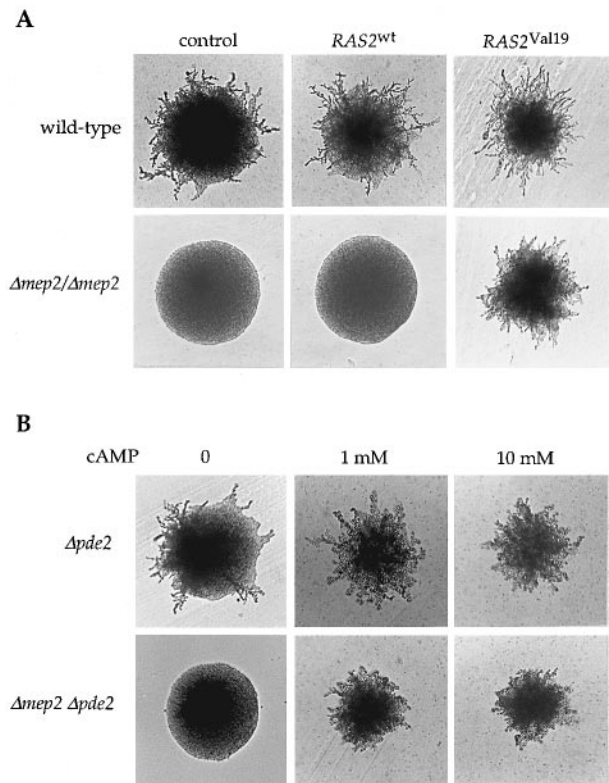 A
control RAS2wt RAS2Val19
wild-type
Δmep2/Δmep2
B
cAMP 0 1 mM 10 mM
Δpde2
Δmep2 Δpde2